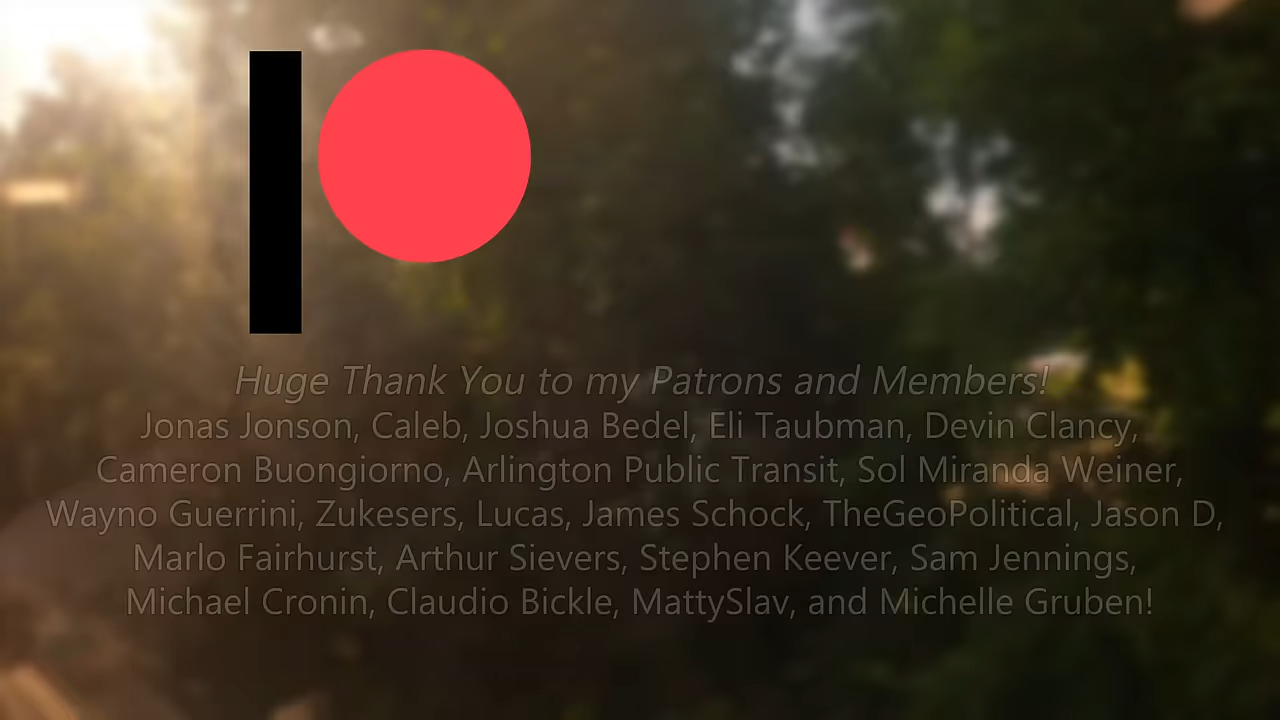 Huge Thank You to my Patrons and Members!
Jonas Jonson, Caleb, Joshua Bedel, Eli Taubman, Devin Clancy,
Cameron Buongiorno, Arlington Public Transit, Sol Miranda Weiner,
Wayno Guerrini, Zukesers, Lucas, James Schock, TheGeoPolitical, Jason D,
Marlo Fairhurst, Arthur Sievers, Stephen Keever, Sam Jennings,
Michael Cronin, Claudio Bickle, MattySlav, and Michelle Gruben!